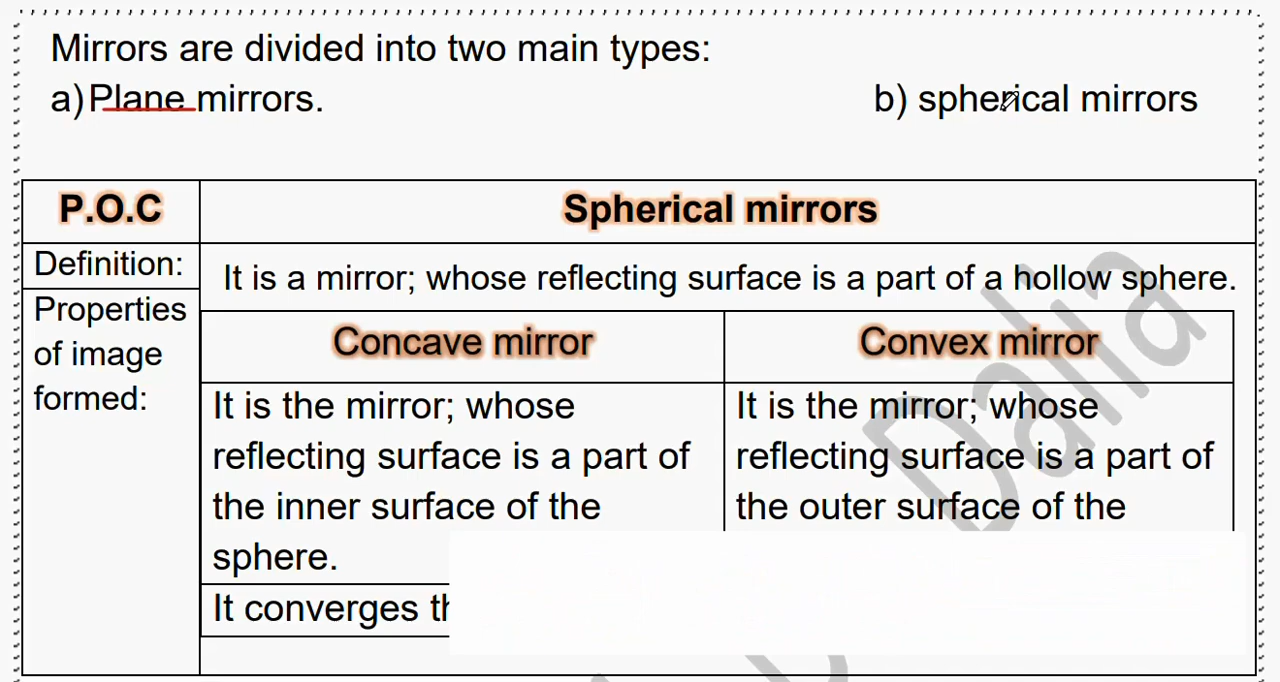 Mirrors are divided into two main types:
a) Plane mirrors.
b) spherical mirrors
P.O.C
Spherical mirrors
Definition:
It is a mirror; whose reflecting surface is a part of a hollow sphere.
Properties
of image
formed:
Concave mirror
Convex mirror
It is the mirror; whose
reflecting surface is a part of
the inner surface of the
sphere.
It is the mirror; whose
reflecting surface is a part of
the outer surface of the
It converges
Dalia